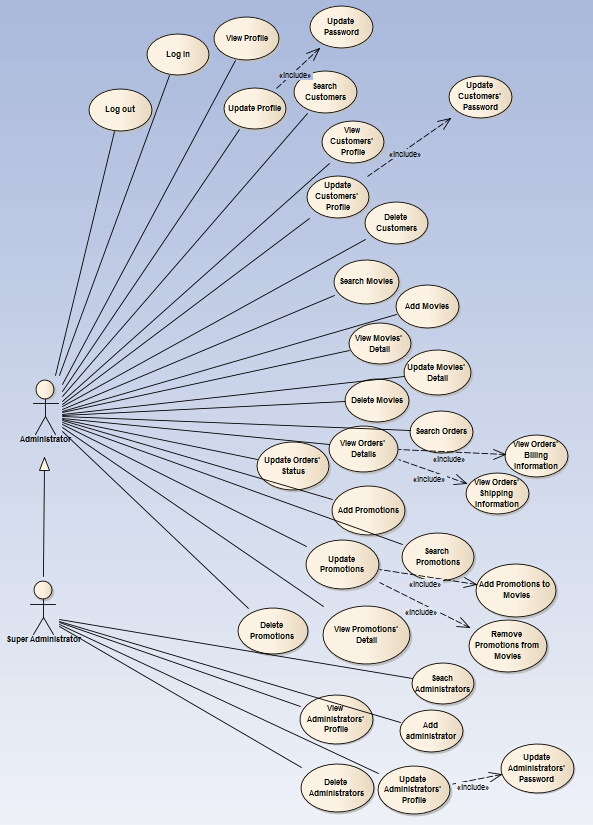 Update
Password
View Profile
Log In
«include»
Search
Customers
Update Profile
Log out
Update
Customers'
Password
View
Customers'
Profile
«include»
Update
Customers'
Profile
Delete
Customers
Search Movies
Add Movies
View Movies'
Detail
Update Movies'
Detail
Delete Movies
Administrator
Search Orders
View Orders'
Details
«include»
View Orders'
Billing
Information
Update Orders'
Status
«include»
View Orders'
Shipping
Information
Add Promotions
Search
Promotions
Update
Promotions
«include»
Add Promotions to
Movies
«include»
Super Administrator
Delete
Promotions
View Promotions'
Detail
Remove
Promotions from
Movies
Seach
Administrators
View
Administrators'
Profile
Add
administrator
Delete
Administrators
Update
Administrators'
Profile
«include»
Update
Administrators'
Password